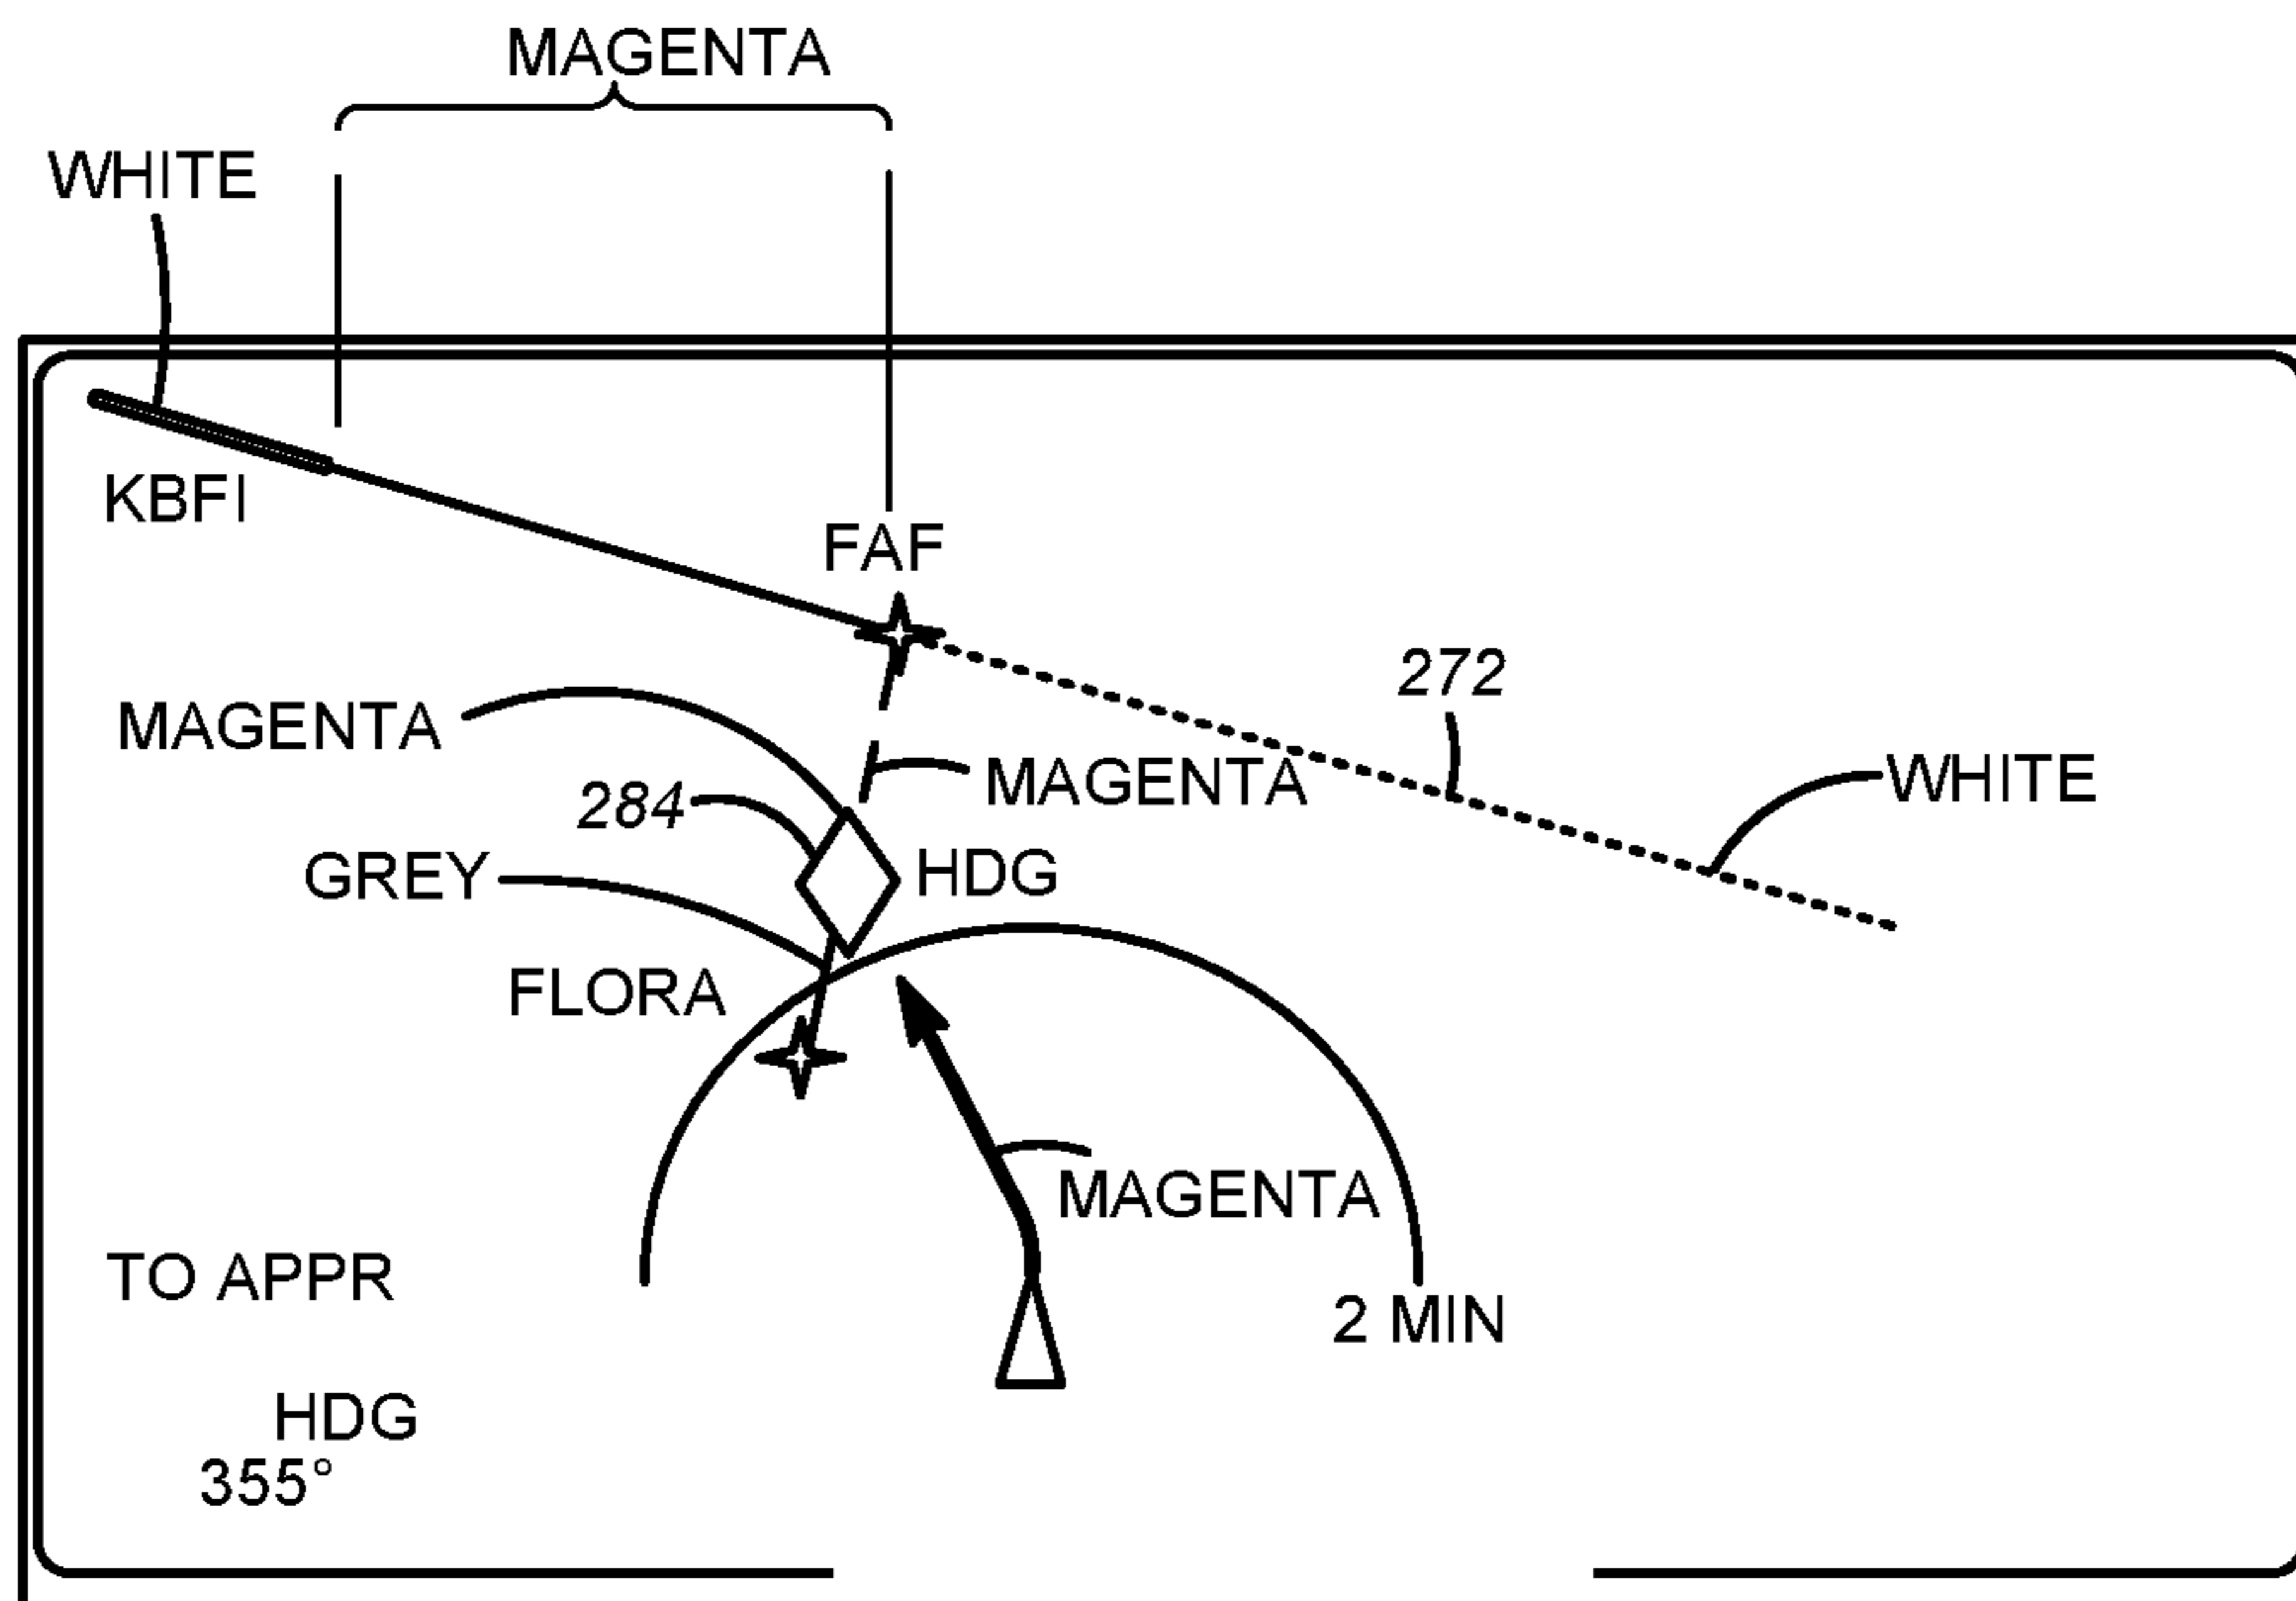 MAGENTA
WHITE
KBFI
FAF
272
MAGENTA
MAGENTA
WHITE
284
GREY
HDG
FLORA
MAGENTA
TO APPR
2 MIN
HDG
355°